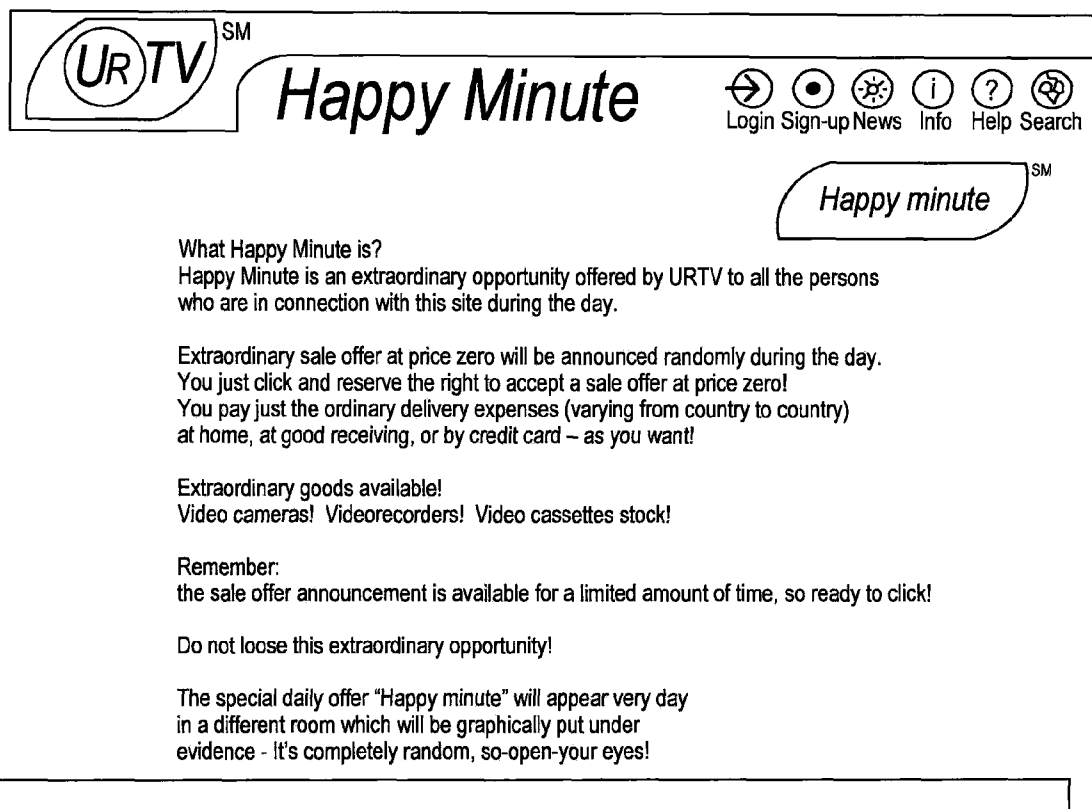 URTV SM
Happy Minute
Login Sign-up News Info Help Search
Happy minute SM
What Happy Minute is?
Happy Minute is an extraordinary opportunity offered by URTV to all the persons
who are in connection with this site during the day.
Extraordinary sale offer at price zero will be announced randomly during the day.
You just click and reserve the right to accept a sale offer at price zero!
You pay just the ordinary delivery expenses (varying from country to country)
at home, at good receiving, or by credit card – as you want!
Extraordinary goods available!
Video cameras! Videorecorders! Video cassettes stock!
Remember:
the sale offer announcement is available for a limited amount of time, so ready to click!
Do not loose this extraordinary opportunity!
The special daily offer “Happy minute” will appear very day
in a different room which will be graphically put under
evidence - It's completely random, so-open-your eyes!